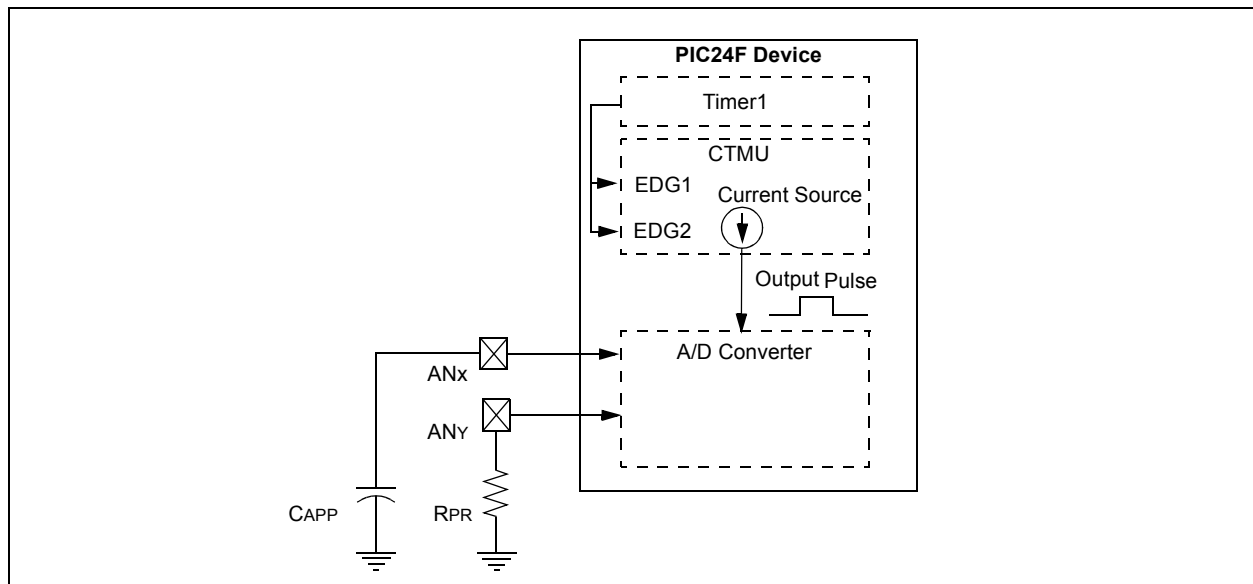 PIC24F Device
Timer1
CTMU
EDG1
Current Source
EDG2
Output Pulse
A/D Converter
ANx
ANY
CAPP
RPR